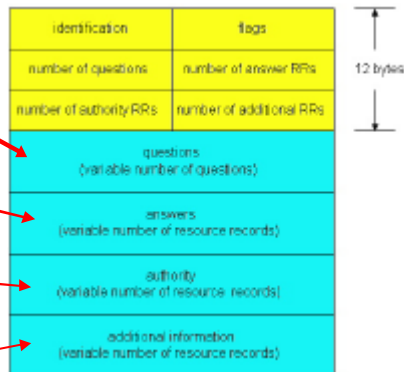 identification flags
number of questions number of answer RRs 12 bytes
number of authority RRs number of additional RRs
questions
(variable number of questions)
answers
(variable number of resource records)
authority
(variable number of resource records)
additional information
(variable number of resource records)